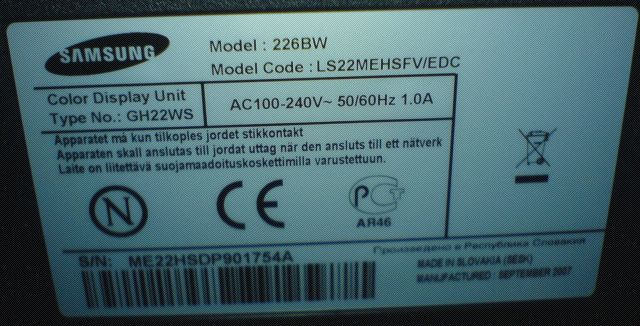 SAMSUNG
Model : 226BW
Model Code : LS22MEHSFV/EDC
Color Display Unit
Type No.: GH22WS
AC100-240V~ 50/60Hz 1.0A
Apparatet må kun tilkoples jordet stikkontakt
Apparaten skall anslutas till jordat uttag når den ansluts till ett nätverk
Laite on liitettävä suojamaadoituskoskettimilla varustettuun.
N
CE
PCT
AR46
S/N: ME22HSDP901754A
Произведено в Республика Словакия
MADE IN SLOVAKIA (SESK)
MANUFACTURED : SEPTEMBER 2007